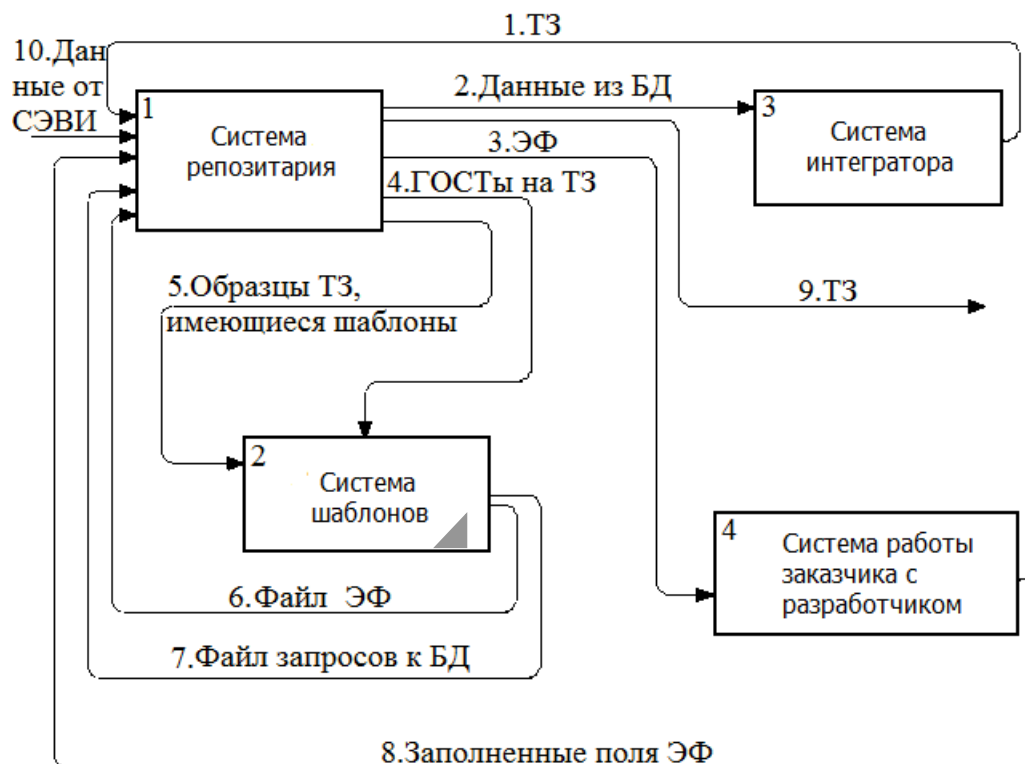 1.ТЗ
10.Дан
ные от
СЭВИ
1
Система
репозитария
2.Данные из БД
3
Система
интегратора
3.ЭФ
4.ГОСТы на ТЗ
5.Образцы ТЗ,
имеющиеся шаблоны
9.ТЗ
2
Система
шаблонов
4
Система работы
заказчика с
разработчиком
6.Файл ЭФ
7.Файл запросов к БД
8.Заполненные поля ЭФ